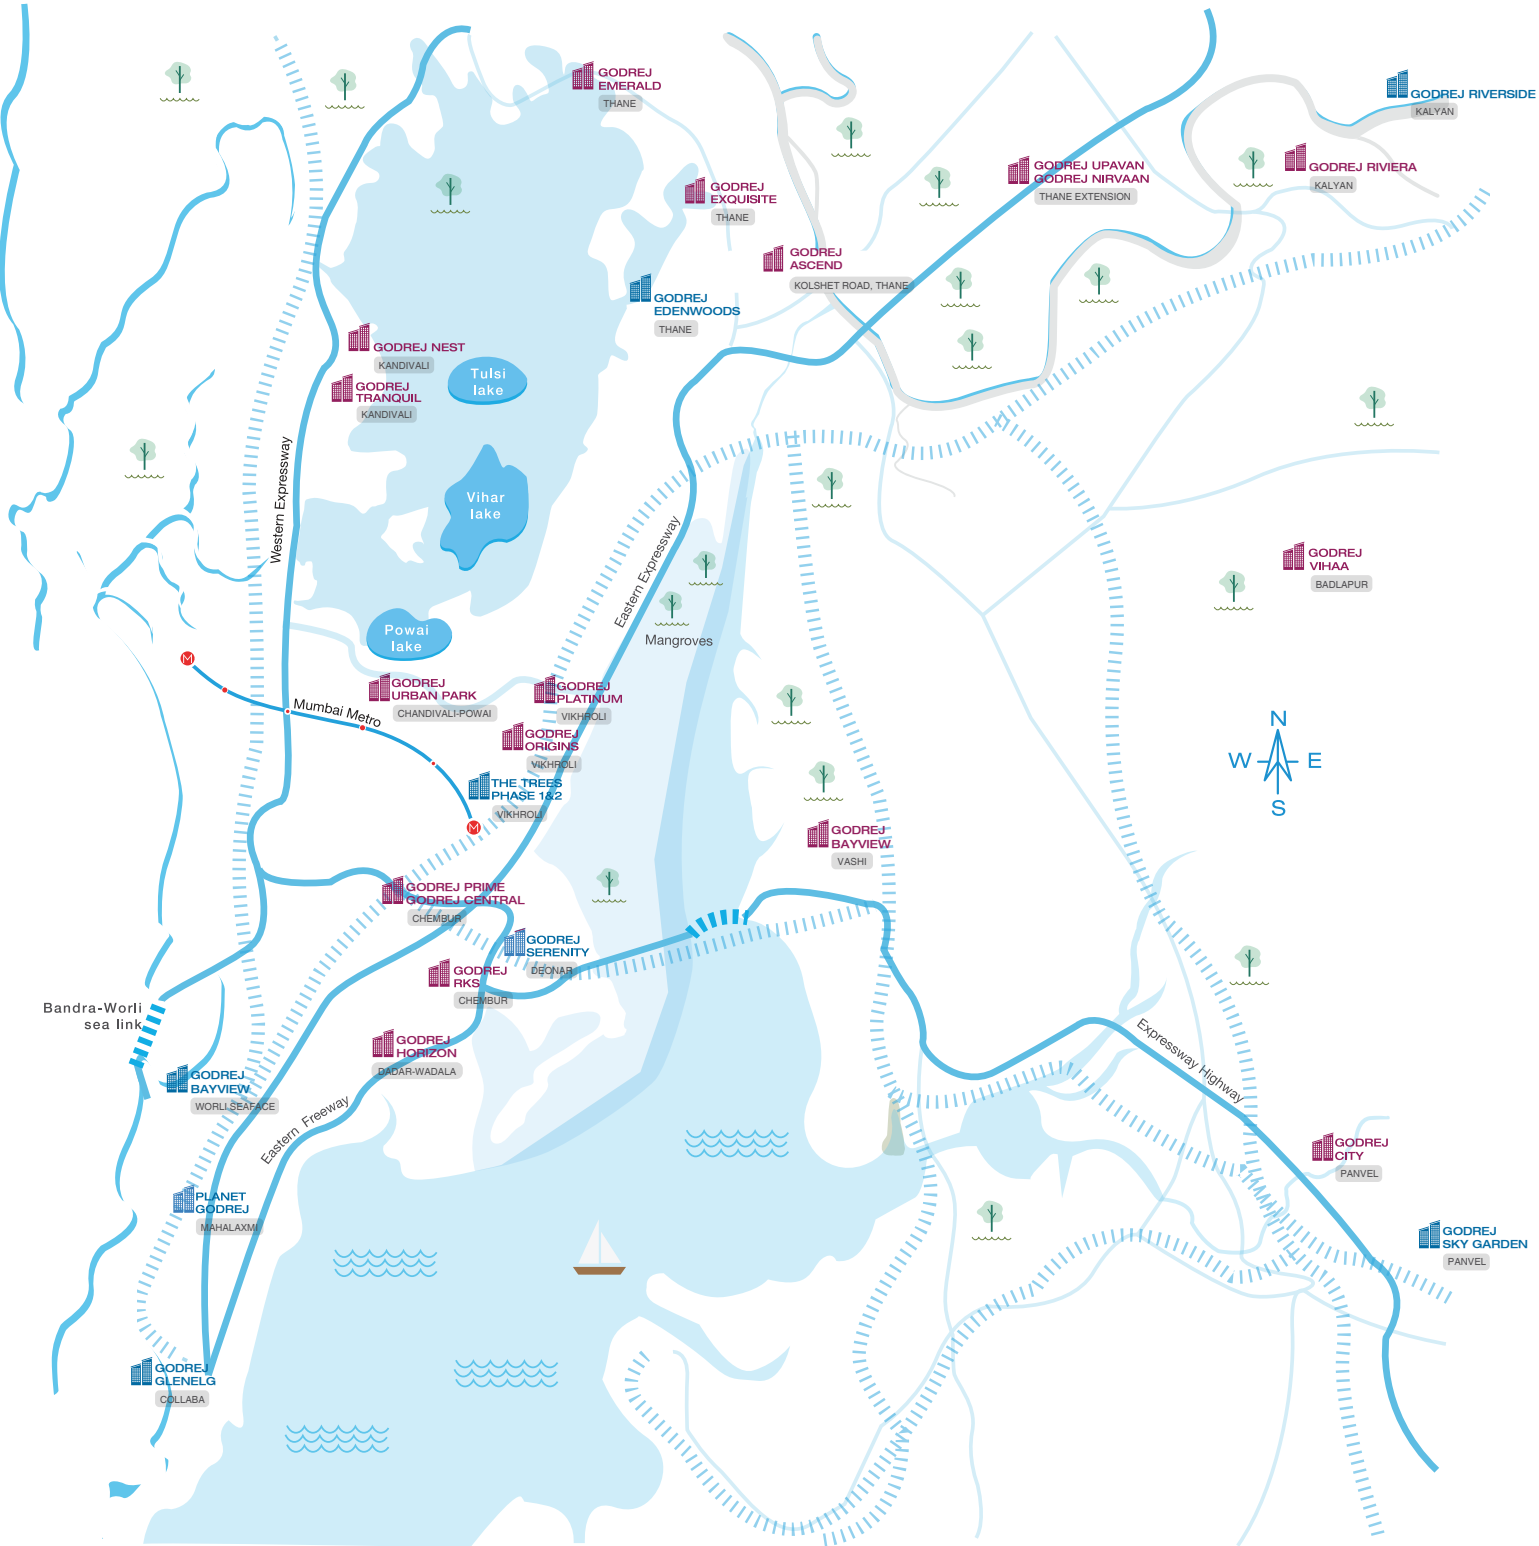 GODREJ
EMERALD
THANE
GODREJ RIVERSIDE
KALYAN
GODREJ UPAVAN
GODREJ NIRVAAN
THANE EXTENSION
GODREJ RIVIERA
KALYAN
GODREJ
EXQUISITE
THANE
GODREJ
ASCEND
KOLSHET ROAD, THANE
GODREJ
EDENWOODS
THANE
GODREJ NEST
KANDIVALI
GODREJ
TRANQUIL
KANDIVALI
Tulsi
lake
Western Expressway
Vihar
lake
Eastern Expressway
Mangroves
GODREJ
VIHAA
BADLAPUR
Powai
lake
GODREJ
URBAN PARK
CHANDIVALI-POWAI
GODREJ
PLATINUM
VIKHROLI
Mumbai Metro
M
GODREJ
ORIGINS
VIKHROLI
THE TREES
PHASE 1&2
VIKHROLI
M
N
W
E
S
GODREJ
BAYVIEW
VASHI
GODREJ PRIME
GODREJ CENTRAL
CHEMBUR
GODREJ
SERENITY
DEONAR
GODREJ
RKS
CHEMBUR
Bandra-Worli
sea link
GODREJ
HORIZON
DADAR-WADALA
Expressway Highway
GODREJ
BAYVIEW
WORLI SEAFACE
Eastern Freeway
GODREJ
CITY
PANVEL
PLANET
GODREJ
MAHALAXMI
GODREJ
SKY GARDEN
PANVEL
GODREJ
GLENELG
COLLABA